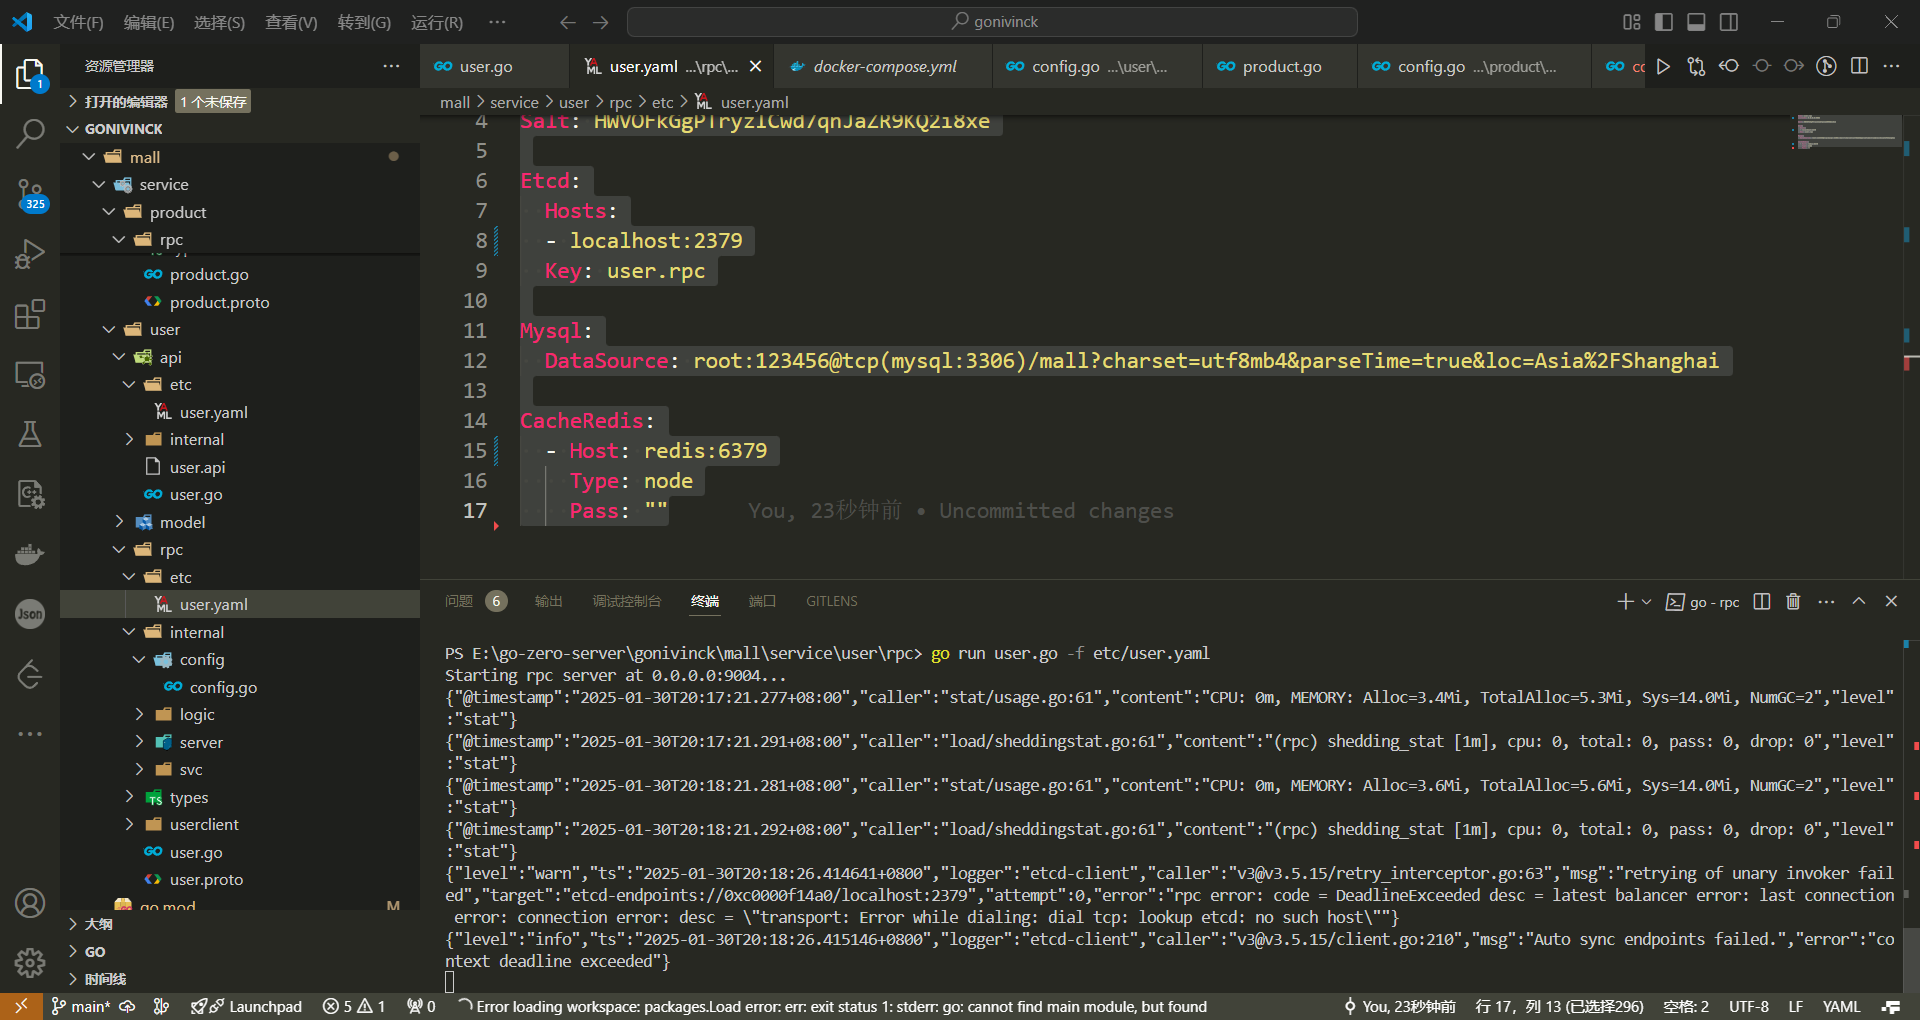 文件(F) 编辑(E) 选择(S) 查看(V) 转到(G) 运行(R) ··· gonivinck
资源管理器 ···
打开的编辑器 1 个未保存
GONIVINCK
mall
service
product
rpc
product.go
product.proto
user
api
etc
user.yaml
internal
user.api
user.go
model
rpc
etc
user.yaml
internal
config
config.go
logic
server
svc
types
userclient
user.go
user.proto
go.mod M
大纲
GO
时间线
1
325
Json
user.go
user.yaml ...\rpc\...
docker-compose.yml
config.go ...\user\...
product.go
config.go ...\product\...
cc
mall > service > user > rpc > etc > user.yaml
4 Salt: HWVOFkGgPTryzICwd7qnJaZR9KQ2i8xe
5
6 Etcd:
7 Hosts:
8 - localhost:2379
9 Key: user.rpc
10
11 Mysql:
12 DataSource: root:123456@tcp(mysql:3306)/mall?charset=utf8mb4&parseTime=true&loc=Asia%2FShanghai
13
14 CacheRedis:
15 - Host: redis:6379
16 Type: node
17 Pass: "" You, 23秒钟前 • Uncommitted changes
问题 6 输出 调试控制台 终端 端口 GITLENS go - rpc
PS E:\go-zero-server\gonivinck\mall\service\user\rpc> go run user.go -f etc/user.yaml
Starting rpc server at 0.0.0.0:9004...
{"@timestamp":"2025-01-30T20:17:21.277+08:00","caller":"stat/usage.go:61","content":"CPU: 0m, MEMORY: Alloc=3.4Mi, TotalAlloc=5.3Mi, Sys=14.0Mi, NumGC=2","level"
:"stat"}
{"@timestamp":"2025-01-30T20:17:21.291+08:00","caller":"load/sheddingstat.go:61","content":"(rpc) shedding_stat [1m], cpu: 0, total: 0, pass: 0, drop: 0","level"
:"stat"}
{"@timestamp":"2025-01-30T20:18:21.281+08:00","caller":"stat/usage.go:61","content":"CPU: 0m, MEMORY: Alloc=3.6Mi, TotalAlloc=5.6Mi, Sys=14.0Mi, NumGC=2","level"
:"stat"}
{"@timestamp":"2025-01-30T20:18:21.292+08:00","caller":"load/sheddingstat.go:61","content":"(rpc) shedding_stat [1m], cpu: 0, total: 0, pass: 0, drop: 0","level"
:"stat"}
{"level":"warn","ts":"2025-01-30T20:18:26.414641+0800","logger":"etcd-client","caller":"v3@v3.5.15/retry_interceptor.go:63","msg":"retrying of unary invoker fail
ed","target":"etcd-endpoints://0xc0000f14a0/localhost:2379","attempt":0,"error":"rpc error: code = DeadlineExceeded desc = latest balancer error: last connection
error: connection error: desc = \"transport: Error while dialing: dial tcp: lookup etcd: no such host\""}
{"level":"info","ts":"2025-01-30T20:18:26.415146+0800","logger":"etcd-client","caller":"v3@v3.5.15/client.go:210","msg":"Auto sync endpoints failed.","error":"co
ntext deadline exceeded"}
main* Launchpad 5 1 0 Error loading workspace: packages.Load error: err: exit status 1: stderr: go: cannot find main module, but found You, 23秒钟前 行 17, 列 13 (已选择296) 空格: 2 UTF-8 LF YAML